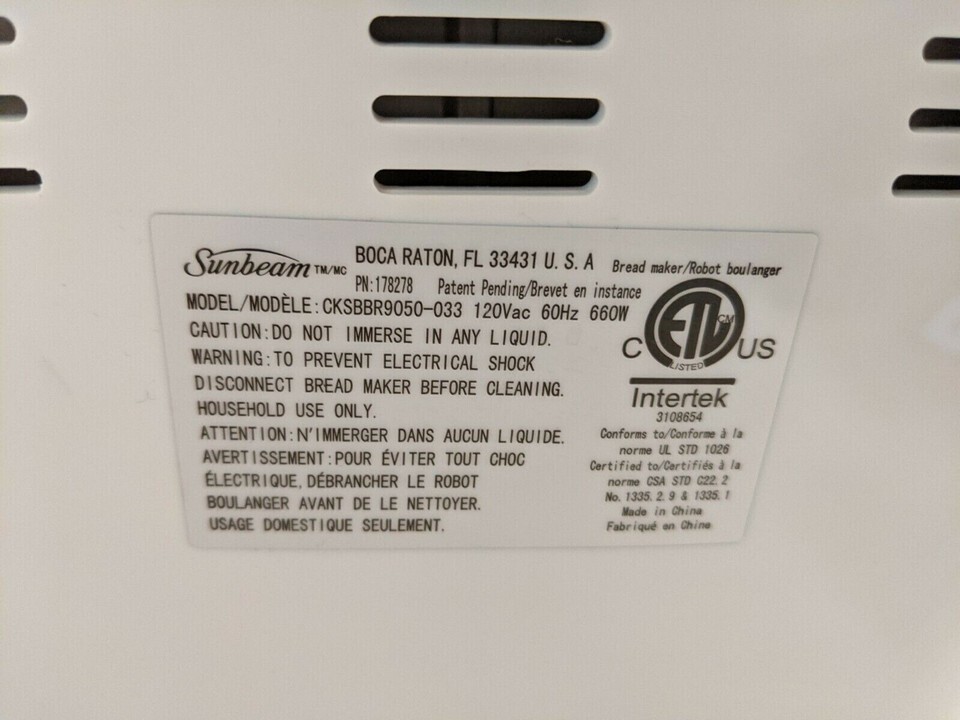 Sunbeam TM/MC BOCA RATON, FL 33431 U. S. A Bread maker/Robot boulanger
PN:178278 Patent Pending/Brevet en instance
MODEL/MODÈLE:CKSBBR9050-033 120Vac 60Hz 660W
CAUTION:DO NOT IMMERSE IN ANY LIQUID.
WARNING:TO PREVENT ELECTRICAL SHOCK
DISCONNECT BREAD MAKER BEFORE CLEANING.
HOUSEHOLD USE ONLY.
ATTENTION:N'IMMERGER DANS AUCUN LIQUIDE.
AVERTISSEMENT:POUR ÉVITER TOUT CHOC
ÉLECTRIQUE, DÉBRANCHER LE ROBOT
BOULANGER AVANT DE LE NETTOYER.
USAGE DOMESTIQUE SEULEMENT.
C ETL CM US
LISTED
Intertek
3108654
Conforms to/Conforme à la
norme UL STD 1026
Certified to/Certifiés à la
norme CSA STD C22.2
No. 1335.2.9 & 1335.1
Made in China
Fabriqué en Chine